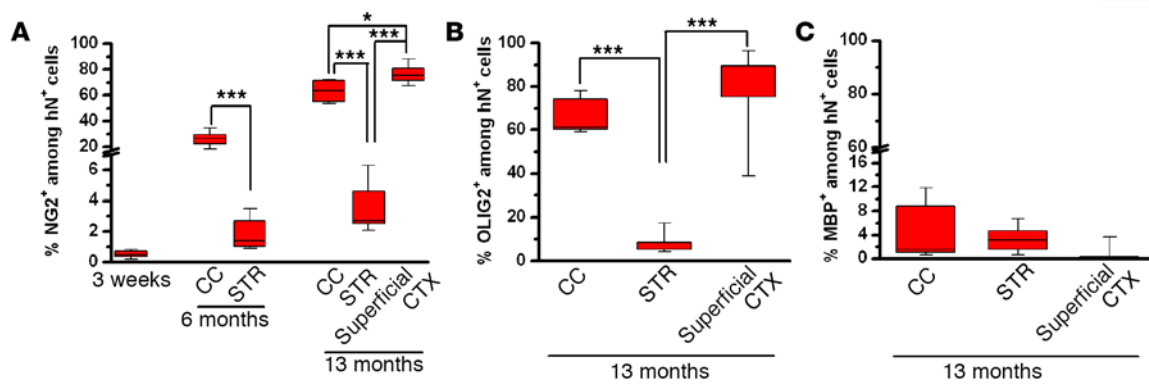 A
% NG2+ among hN+ cells
100
80
60
40
20
6
4
2
0
***
*
***
***
3 weeks
CC
STR
6 months
CC
STR
Superficial
CTX
13 months
B
% OLIG2+ among hN+ cells
100
80
60
40
20
0
***
***
CC
STR
Superficial
CTX
13 months
C
% MBP+ among hN+ cells
100
80
60
16
12
8
4
0
CC
STR
Superficial
CTX
13 months